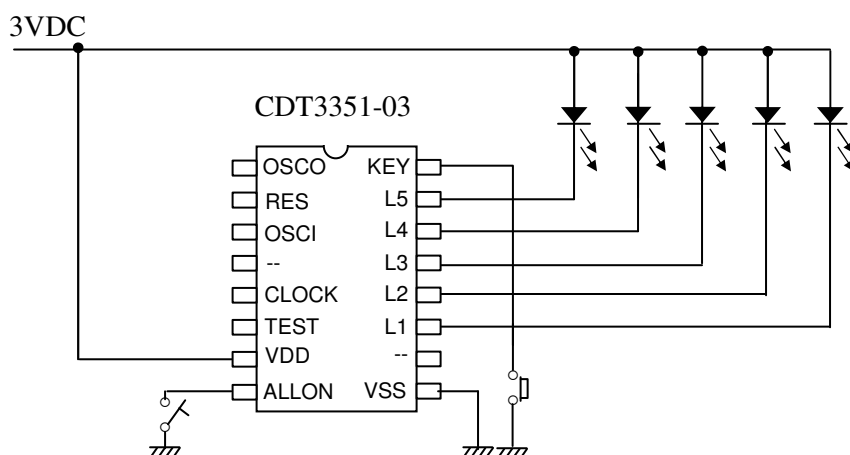 3VDC
CDT3351-03
OSCO KEY
RES L5
OSCI L4
-- L3
CLOCK L2
TEST L1
VDD --
ALLON VSS